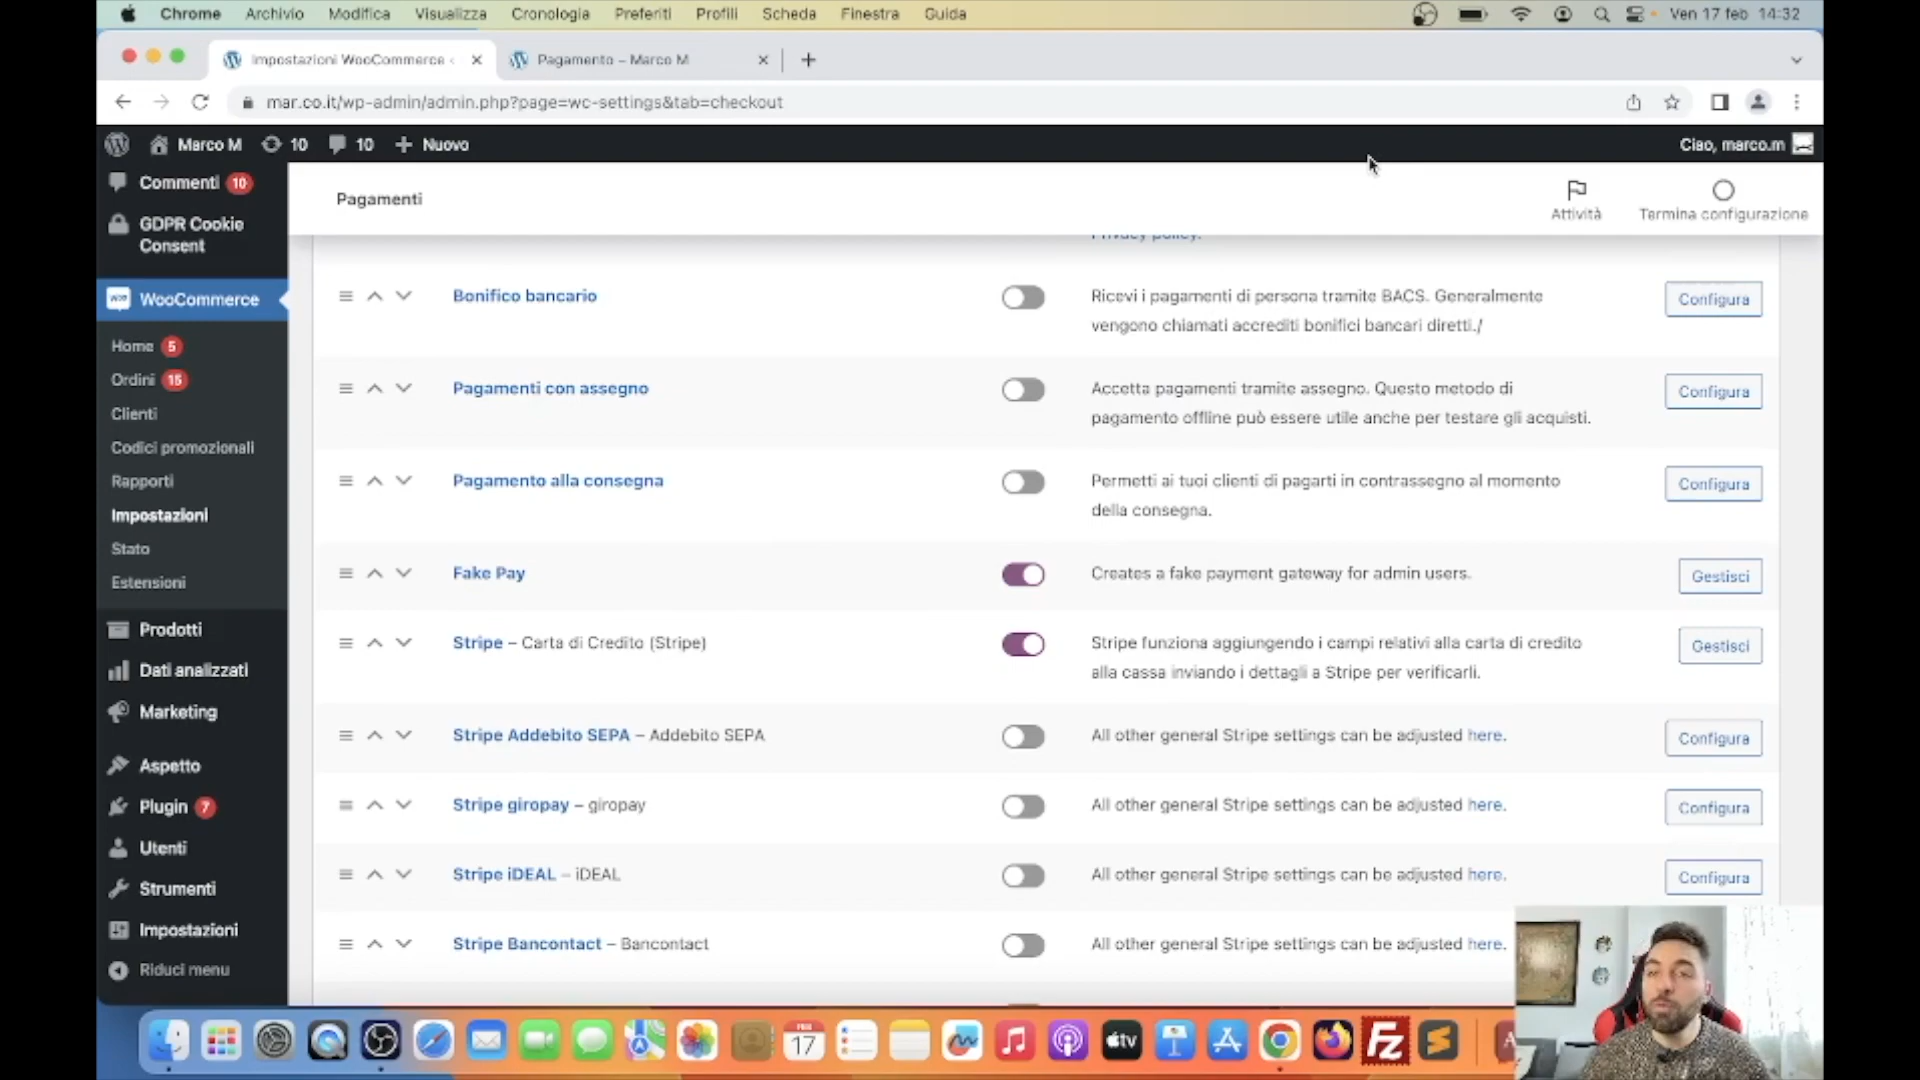 Chrome Archivio Modifica Visualizza Cronologia Preferiti Profili Scheda Finestra Guida Ven 17 feb 14:32
Impostazioni WooCommerce Pagamento – Marco M
mar.co.it/wp-admin/admin.php?page=wc-settings&tab=checkout
Marco M 10 10 Nuovo Ciao, marco.m
Commenti 10
GDPR Cookie
Consent
WooCommerce
Home 5
Ordini 15
Clienti
Codici promozionali
Rapporti
Impostazioni
Stato
Estensioni
Prodotti
Dati analizzati
Marketing
Aspetto
Plugin 7
Utenti
Strumenti
Impostazioni
Riduci menu
Pagamenti
Attività Termina configurazione
Privacy policy.
Bonifico bancario Ricevi i pagamenti di persona tramite BACS. Generalmente Configura
vengono chiamati accrediti bonifici bancari diretti./
Pagamenti con assegno Accetta pagamenti tramite assegno. Questo metodo di Configura
pagamento offline può essere utile anche per testare gli acquisti.
Pagamento alla consegna Permetti ai tuoi clienti di pagarti in contrassegno al momento Configura
della consegna.
Fake Pay Creates a fake payment gateway for admin users. Gestisci
Stripe – Carta di Credito (Stripe) Stripe funziona aggiungendo i campi relativi alla carta di credito Gestisci
alla cassa inviando i dettagli a Stripe per verificarli.
Stripe Addebito SEPA – Addebito SEPA All other general Stripe settings can be adjusted here. Configura
Stripe giropay – giropay All other general Stripe settings can be adjusted here. Configura
Stripe iDEAL – iDEAL All other general Stripe settings can be adjusted here. Configura
Stripe Bancontact – Bancontact All other general Stripe settings can be adjusted here.
FEB
17
tv
FZ